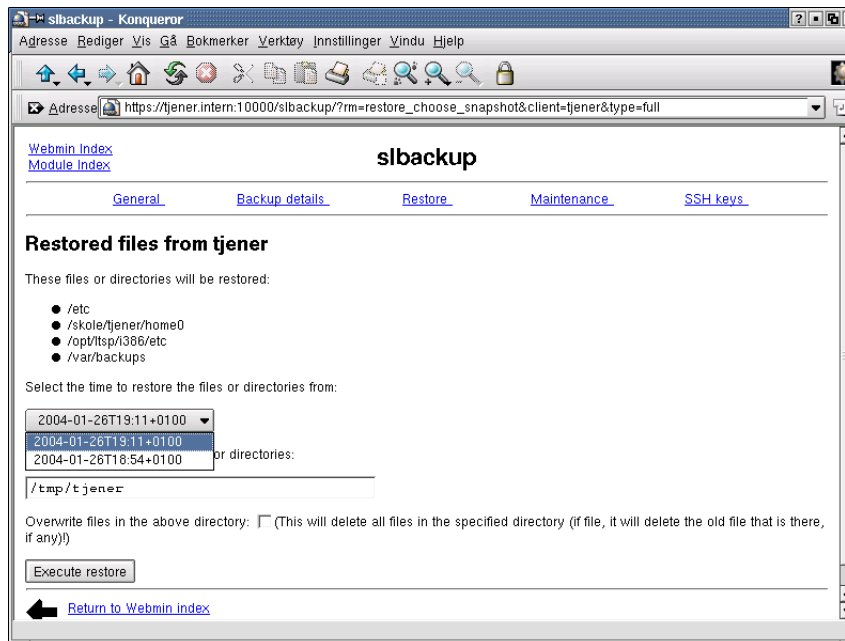 slbackup - Konqueror
Adresse Rediger Vis Gå Bokmerker Verktøy Innstillinger Vindu Hjelp
Adresse https://tjener.intern:10000/slbackup/?rm=restore_choose_snapshot&client=tjener&type=full
Webmin Index
Module Index
slbackup
General Backup details Restore Maintenance SSH keys
Restored files from tjener
These files or directories will be restored:
/etc
/skole/tjener/home0
/opt/ltsp/i386/etc
/var/backups
Select the time to restore the files or directories from:
2004-01-26T19:11+0100
2004-01-26T19:11+0100
2004-01-26T18:54+0100
or directories:
/tmp/tjener
Overwrite files in the above directory: (This will delete all files in the specified directory (if file, it will delete the old file that is there,
if any)!)
Execute restore
Return to Webmin index